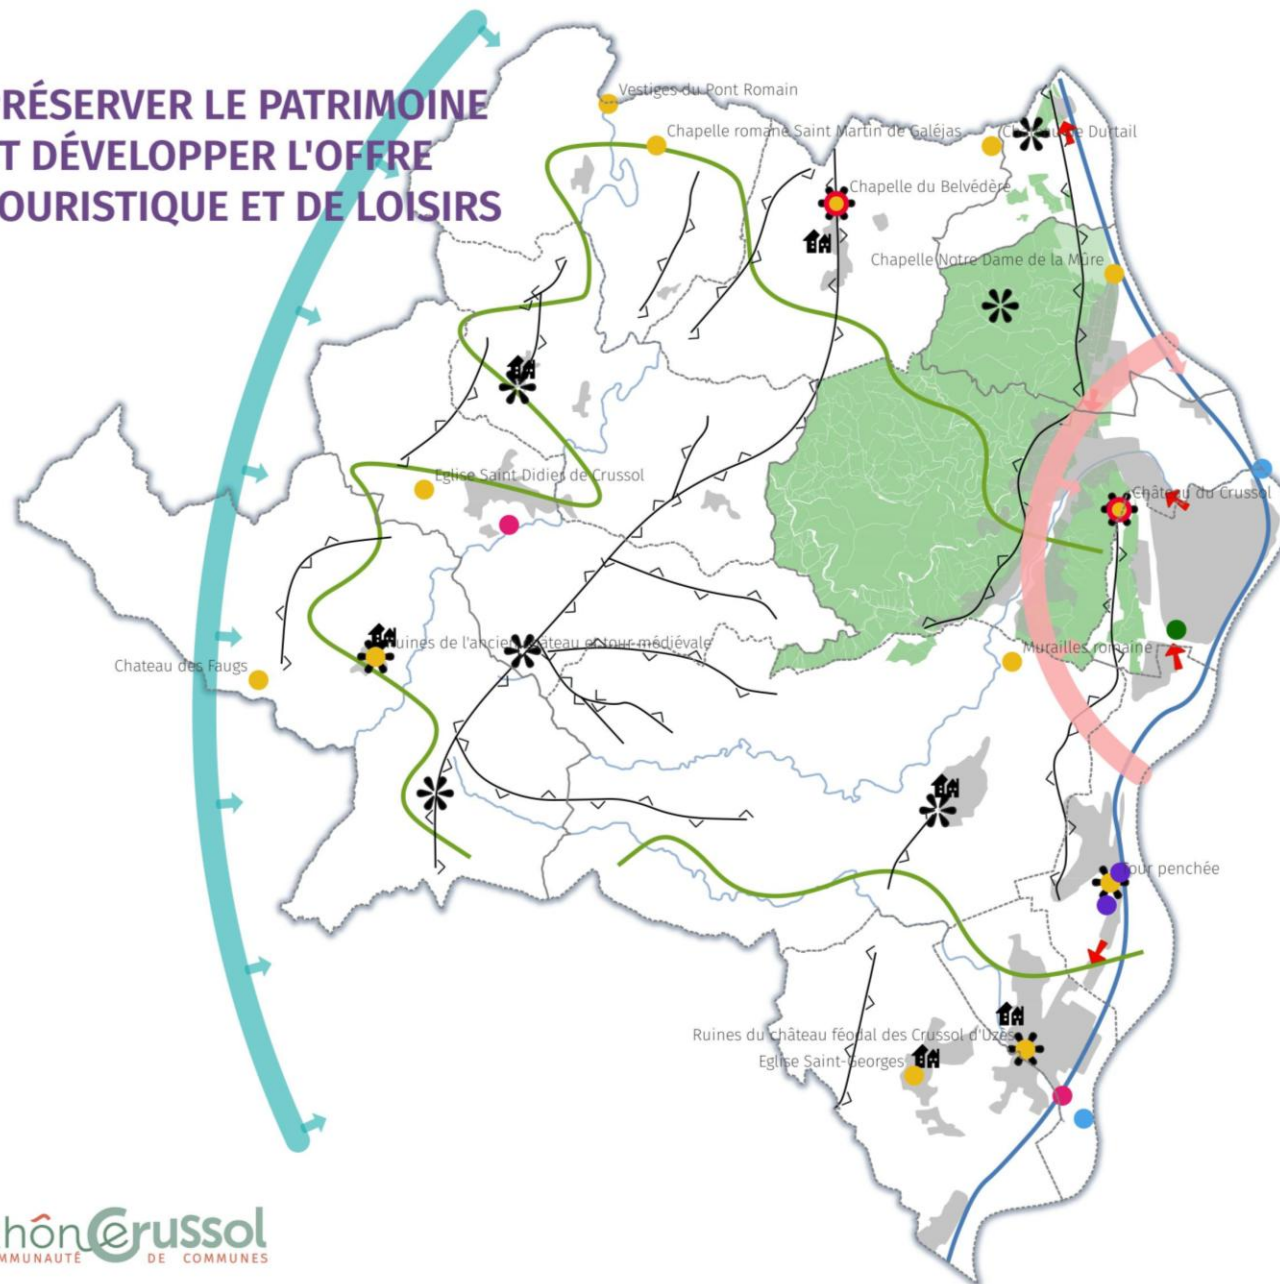 RÉSERVER LE PATRIMOINE
T DÉVELOPPER L'OFFRE
OURISTIQUE ET DE LOISIRS
Vestiges du Pont Romain
Chapelle romane Saint Martin de Galéjas
Durtail
Chapelle du Belvédère
Chapelle Notre Dame de la Mûre
Eglise Saint Didier de Crussol
Château du Crussol
uines de l'ancien château et tour médiévale
Murailles romaine
Chateau des Faugs
Tour penchée
Ruines du château féodal des Crussol d'Uzès
Eglise Saint-Georges
hôneCrussol
MMUNAUTÉ DE COMMUNES